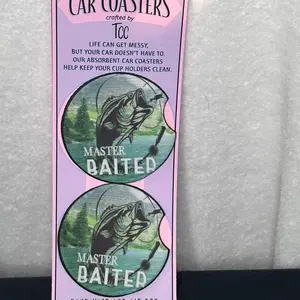 CAR COASTERS
crafted by
TCC
LIFE CAN GET MESSY,
BUT YOUR CAR DOESN'T HAVE TO.
OUR ABSORBENT CAR COASTERS
HELP KEEP YOUR CUP HOLDERS CLEAN.
MASTER
BAITER
MASTER
BAITER